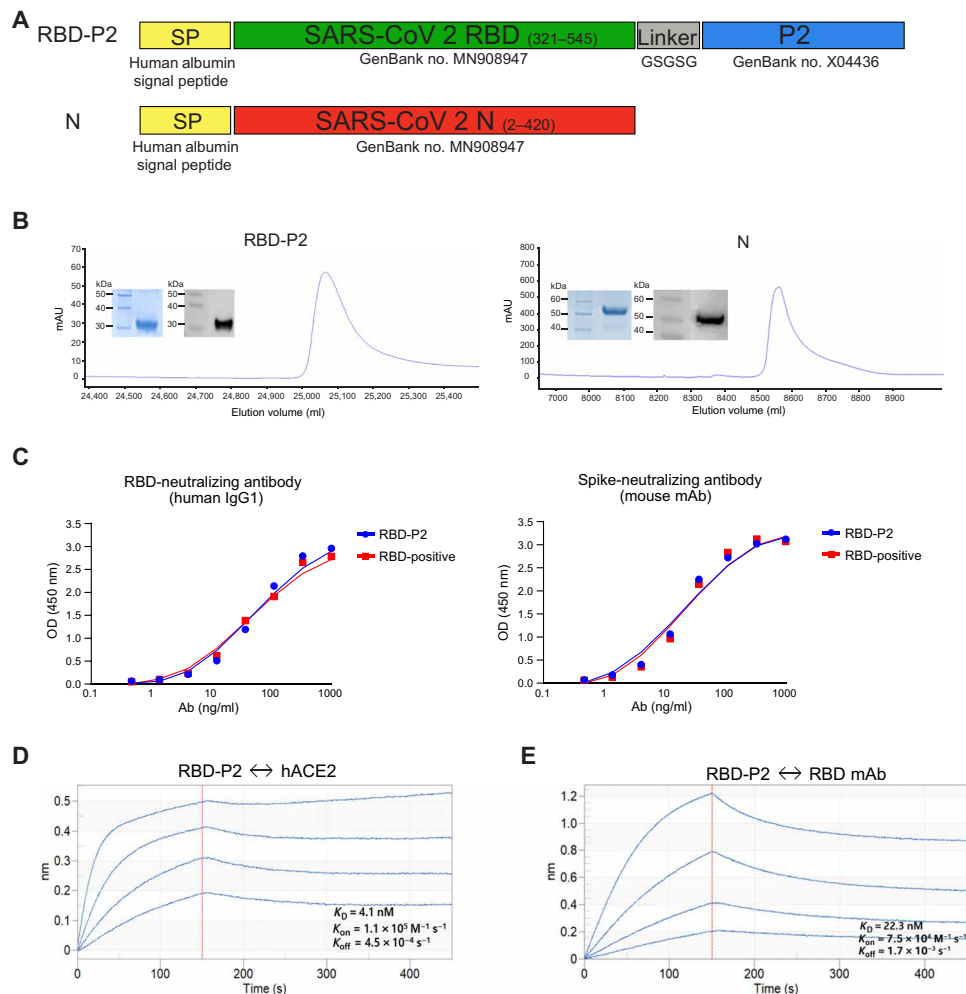 A
RBD-P2
SP
SARS-CoV 2 RBD (321–545)
Linker
P2
Human albumin
signal peptide
GenBank no. MN908947
GSGSG
GenBank no. X04436
N
SP
SARS-CoV 2 N (2–420)
Human albumin
signal peptide
GenBank no. MN908947
B
RBD-P2
mAU
70
60
50
40
30
20
10
0
kDa
50
40
30
kDa
50
40
30
24,400 24,500 24,600 24,700 24,800 24,900 25,000 25,100 25,200 25,300 25,400
Elution volume (ml)
N
mAU
800
700
600
500
400
300
200
100
0
kDa
60
50
40
kDa
60
50
40
7000 8000 8100 8200 8300 8400 8500 8600 8700 8800 8900
Elution volume (ml)
C
RBD-neutralizing antibody
(human IgG1)
OD (450 nm)
3.5
3.0
2.5
2.0
1.5
1.0
0.5
0.0
0.1 1 10 100 1000
Ab (ng/ml)
RBD-P2
RBD-positive
Spike-neutralizing antibody
(mouse mAb)
OD (450 nm)
3.5
3.0
2.5
2.0
1.5
1.0
0.5
0.0
0.1 1 10 100 1000
Ab (ng/ml)
RBD-P2
RBD-positive
D
RBD-P2 ↔ hACE2
nm
0.5
0.4
0.3
0.2
0.1
0
KD = 4.1 nM
Kon = 1.1 × 10⁵ M⁻¹ s⁻¹
Koff = 4.5 × 10⁻⁴ s⁻¹
0 100 200 300 400
Time (s)
E
RBD-P2 ↔ RBD mAb
nm
1.2
1.0
0.8
0.6
0.4
0.2
0
KD = 22.3 nM
Kon = 7.5 × 10⁴ M⁻¹ s⁻¹
Koff = 1.7 × 10⁻³ s⁻¹
0 100 200 300 400
Time (s)